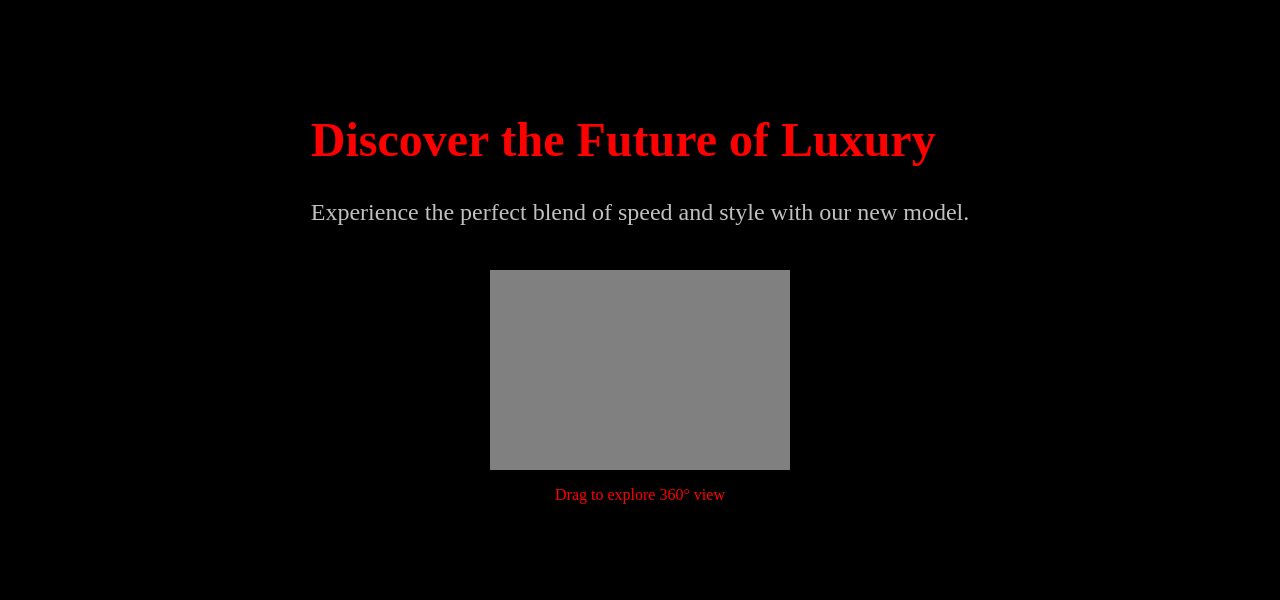 Discover the Future of Luxury
Experience the perfect blend of speed and style with our new model.
Drag to explore 360° view